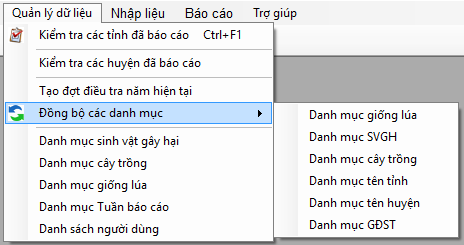 Quản lý dữ liệu Nhập liệu Báo cáo Trợ giúp
Kiểm tra các tỉnh đã báo cáo Ctrl+F1
Kiểm tra các huyện đã báo cáo
Tạo đợt điều tra năm hiện tại
Đồng bộ các danh mục
Danh mục sinh vật gây hại
Danh mục cây trồng
Danh mục giống lúa
Danh mục Tuần báo cáo
Danh sách người dùng
Danh mục giống lúa
Danh mục SVGH
Danh mục cây trồng
Danh mục tên tỉnh
Danh mục tên huyện
Danh mục GĐST